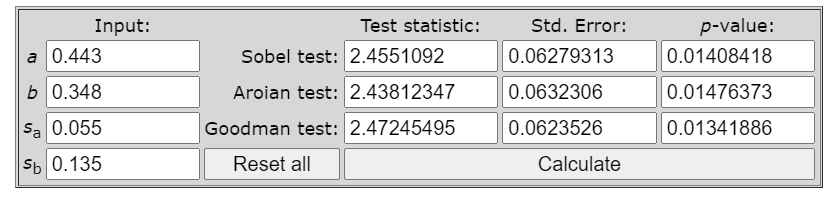 Input: Test statistic: Std. Error: p-value:
a 0.443 Sobel test: 2.4551092 0.06279313 0.01408418
b 0.348 Aroian test: 2.43812347 0.0632306 0.01476373
sa 0.055 Goodman test: 2.47245495 0.0623526 0.01341886
sb 0.135 Reset all Calculate